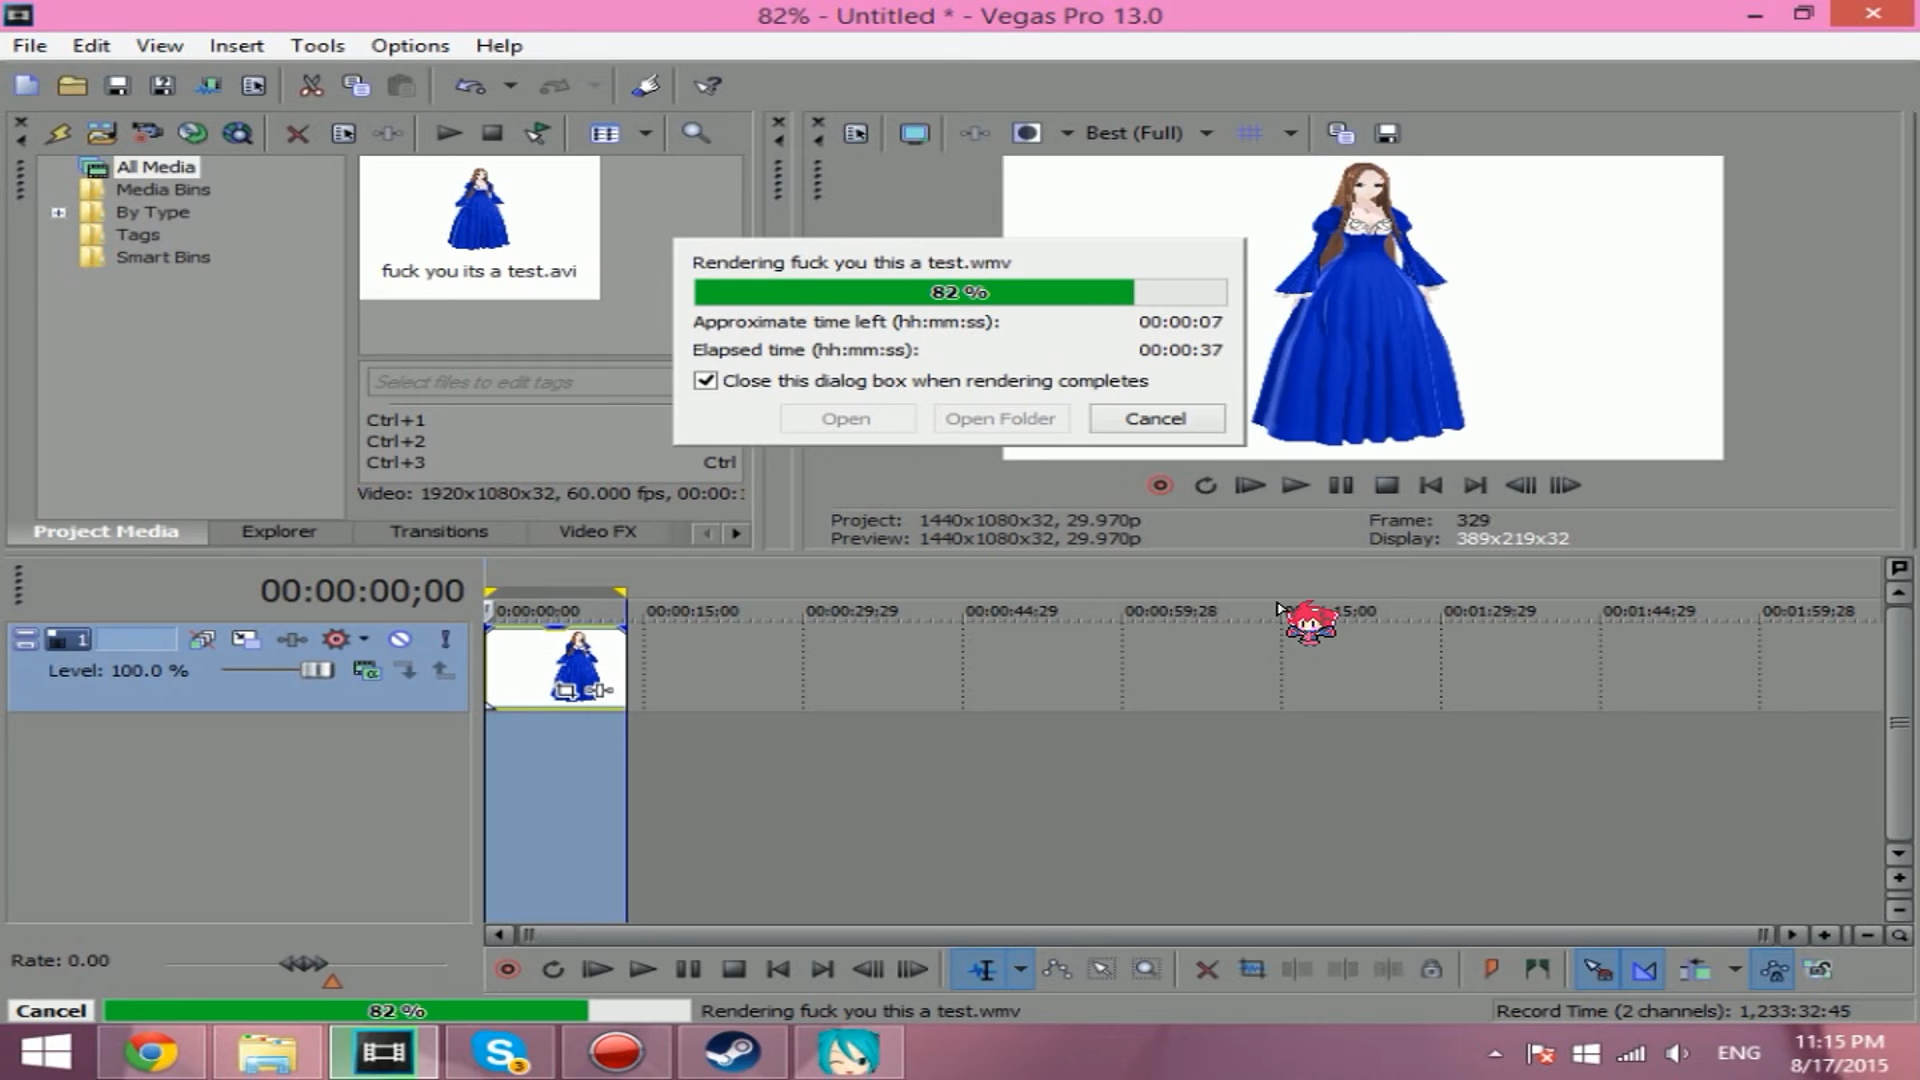 82% - Untitled * - Vegas Pro 13.0
File Edit View Insert Tools Options Help
Best (Full)
All Media
Media Bins
By Type
Tags
Smart Bins
fuck you its a test.avi
Select files to edit tags
Ctrl+1
Ctrl+2
Ctrl+3 Ctrl
Video: 1920x1080x32, 60.000 fps, 00:00:
Project Media Explorer Transitions Video FX
Rendering fuck you this a test.wmv
82 %
Approximate time left (hh:mm:ss): 00:00:07
Elapsed time (hh:mm:ss): 00:00:37
Close this dialog box when rendering completes
Open Open Folder Cancel
Project: 1440x1080x32, 29.970p Frame: 329
Preview: 1440x1080x32, 29.970p Display: 389x219x32
00:00:00;00
0:00:00;00 00:00:15;00 00:00:29;29 00:00:44;29 00:00:59;28 15;00 00:01:29;29 00:01:44;29 00:01:59;28
1
Level: 100.0 %
Rate: 0.00
Cancel 82 % Rendering fuck you this a test.wmv Record Time (2 channels): 1,233:32:45
S 3
ENG
11:15 PM
8/17/2015